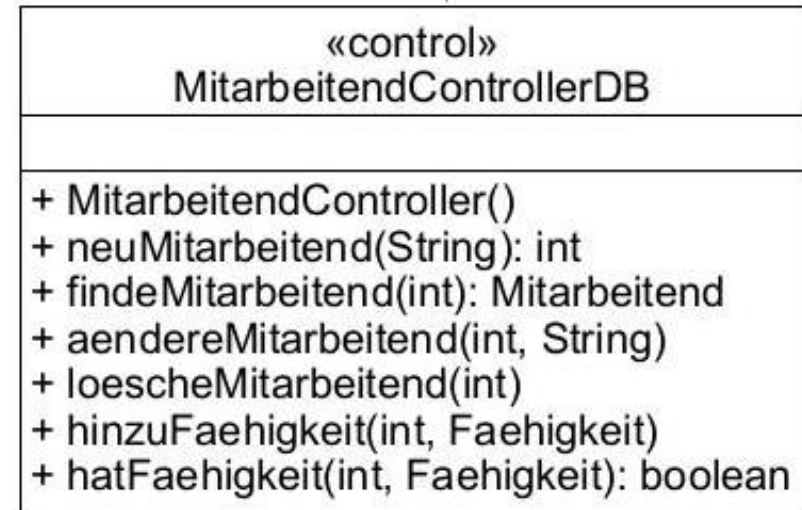 «control»
MitarbeitendControllerDB
+ MitarbeitendController()
+ neuMitarbeitend(String): int
+ findeMitarbeitend(int): Mitarbeitend
+ aendereMitarbeitend(int, String)
+ loescheMitarbeitend(int)
+ hinzuFaehigkeit(int, Faehigkeit)
+ hatFaehigkeit(int, Faehigkeit): boolean